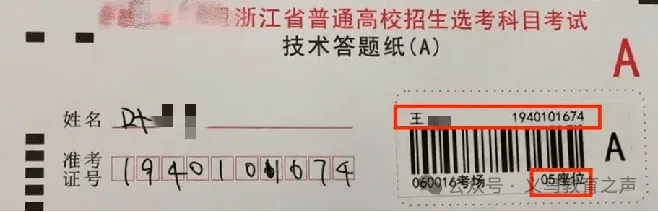 浙江省普通高校招生选考科目考试
技术答题纸(A)
A
姓名
准考证号
1940101674
王 1940101674
A
060016考场 05座位
公众号·义乌教育之声